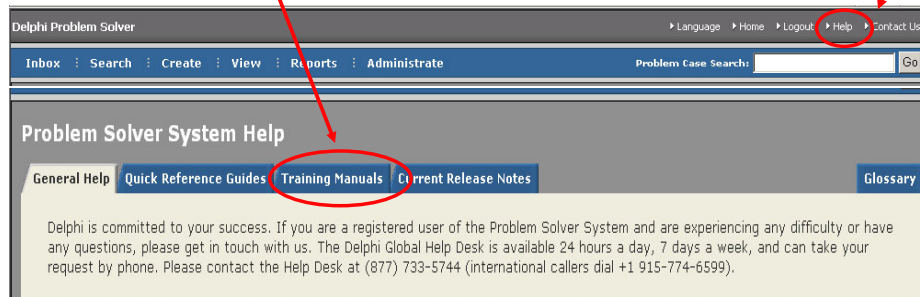 Delphi Problem Solver Language Home Logout Help Contact Us
Inbox Search Create View Reports Administrate Problem Case Search: Go
Problem Solver System Help
General Help Quick Reference Guides Training Manuals Current Release Notes Glossary
Delphi is committed to your success. If you are a registered user of the Problem Solver System and are experiencing any difficulty or have
any questions, please get in touch with us. The Delphi Global Help Desk is available 24 hours a day, 7 days a week, and can take your
request by phone. Please contact the Help Desk at (877) 733-5744 (international callers dial +1 915-774-6599).